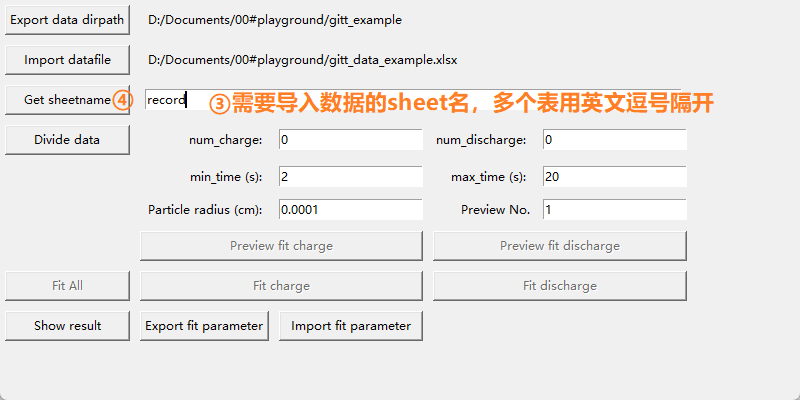 Export data dirpath D:/Documents/00#playground/gitt_example
Import datafile D:/Documents/00#playground/gitt_data_example.xlsx
Get sheetname④ record ③需要导入数据的sheet名，多个表用英文逗号隔开
Divide data num_charge: 0 num_discharge: 0
min_time (s): 2 max_time (s): 20
Particle radius (cm): 0.0001 Preview No. 1
Preview fit charge Preview fit discharge
Fit All Fit charge Fit discharge
Show result Export fit parameter Import fit parameter